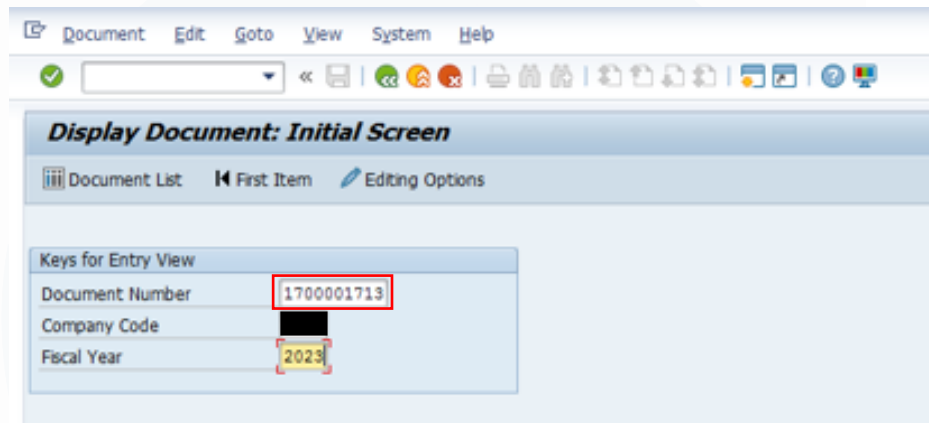 Document Edit Goto View System Help
Display Document: Initial Screen
Document List First Item Editing Options
Keys for Entry View
Document Number 1700001713
Company Code
Fiscal Year 2023